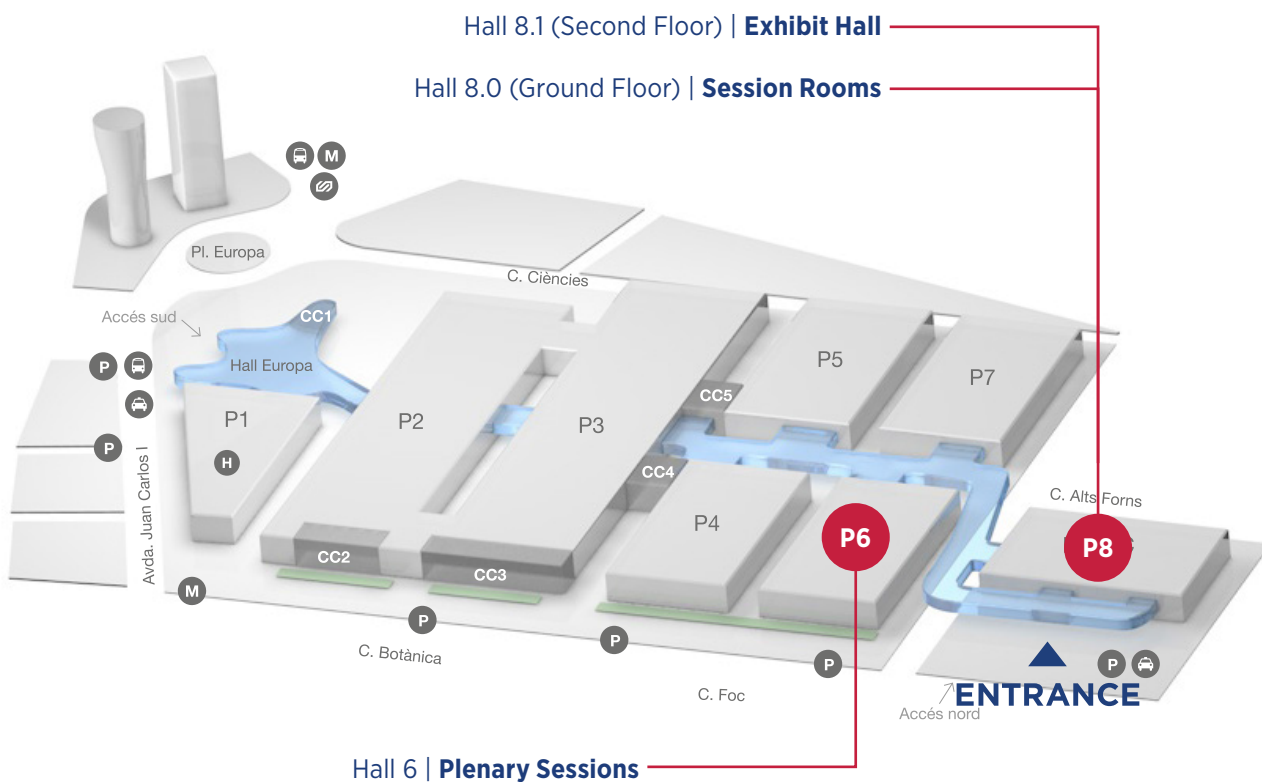 Hall 8.1 (Second Floor) | Exhibit Hall
Hall 8.0 (Ground Floor) | Session Rooms
M
Pl. Europa
C. Ciències
Accés sud
CC1
Hall Europa
P
P
Avda. Juan Carlos I
P1
H
P2
P3
CC5
P5
P7
CC4
P4
P6
C. Alts Forns
P8
CC2
CC3
M
P
P
P
C. Botànica
C. Foc
P
ENTRANCE
Accés nord
Hall 6 | Plenary Sessions